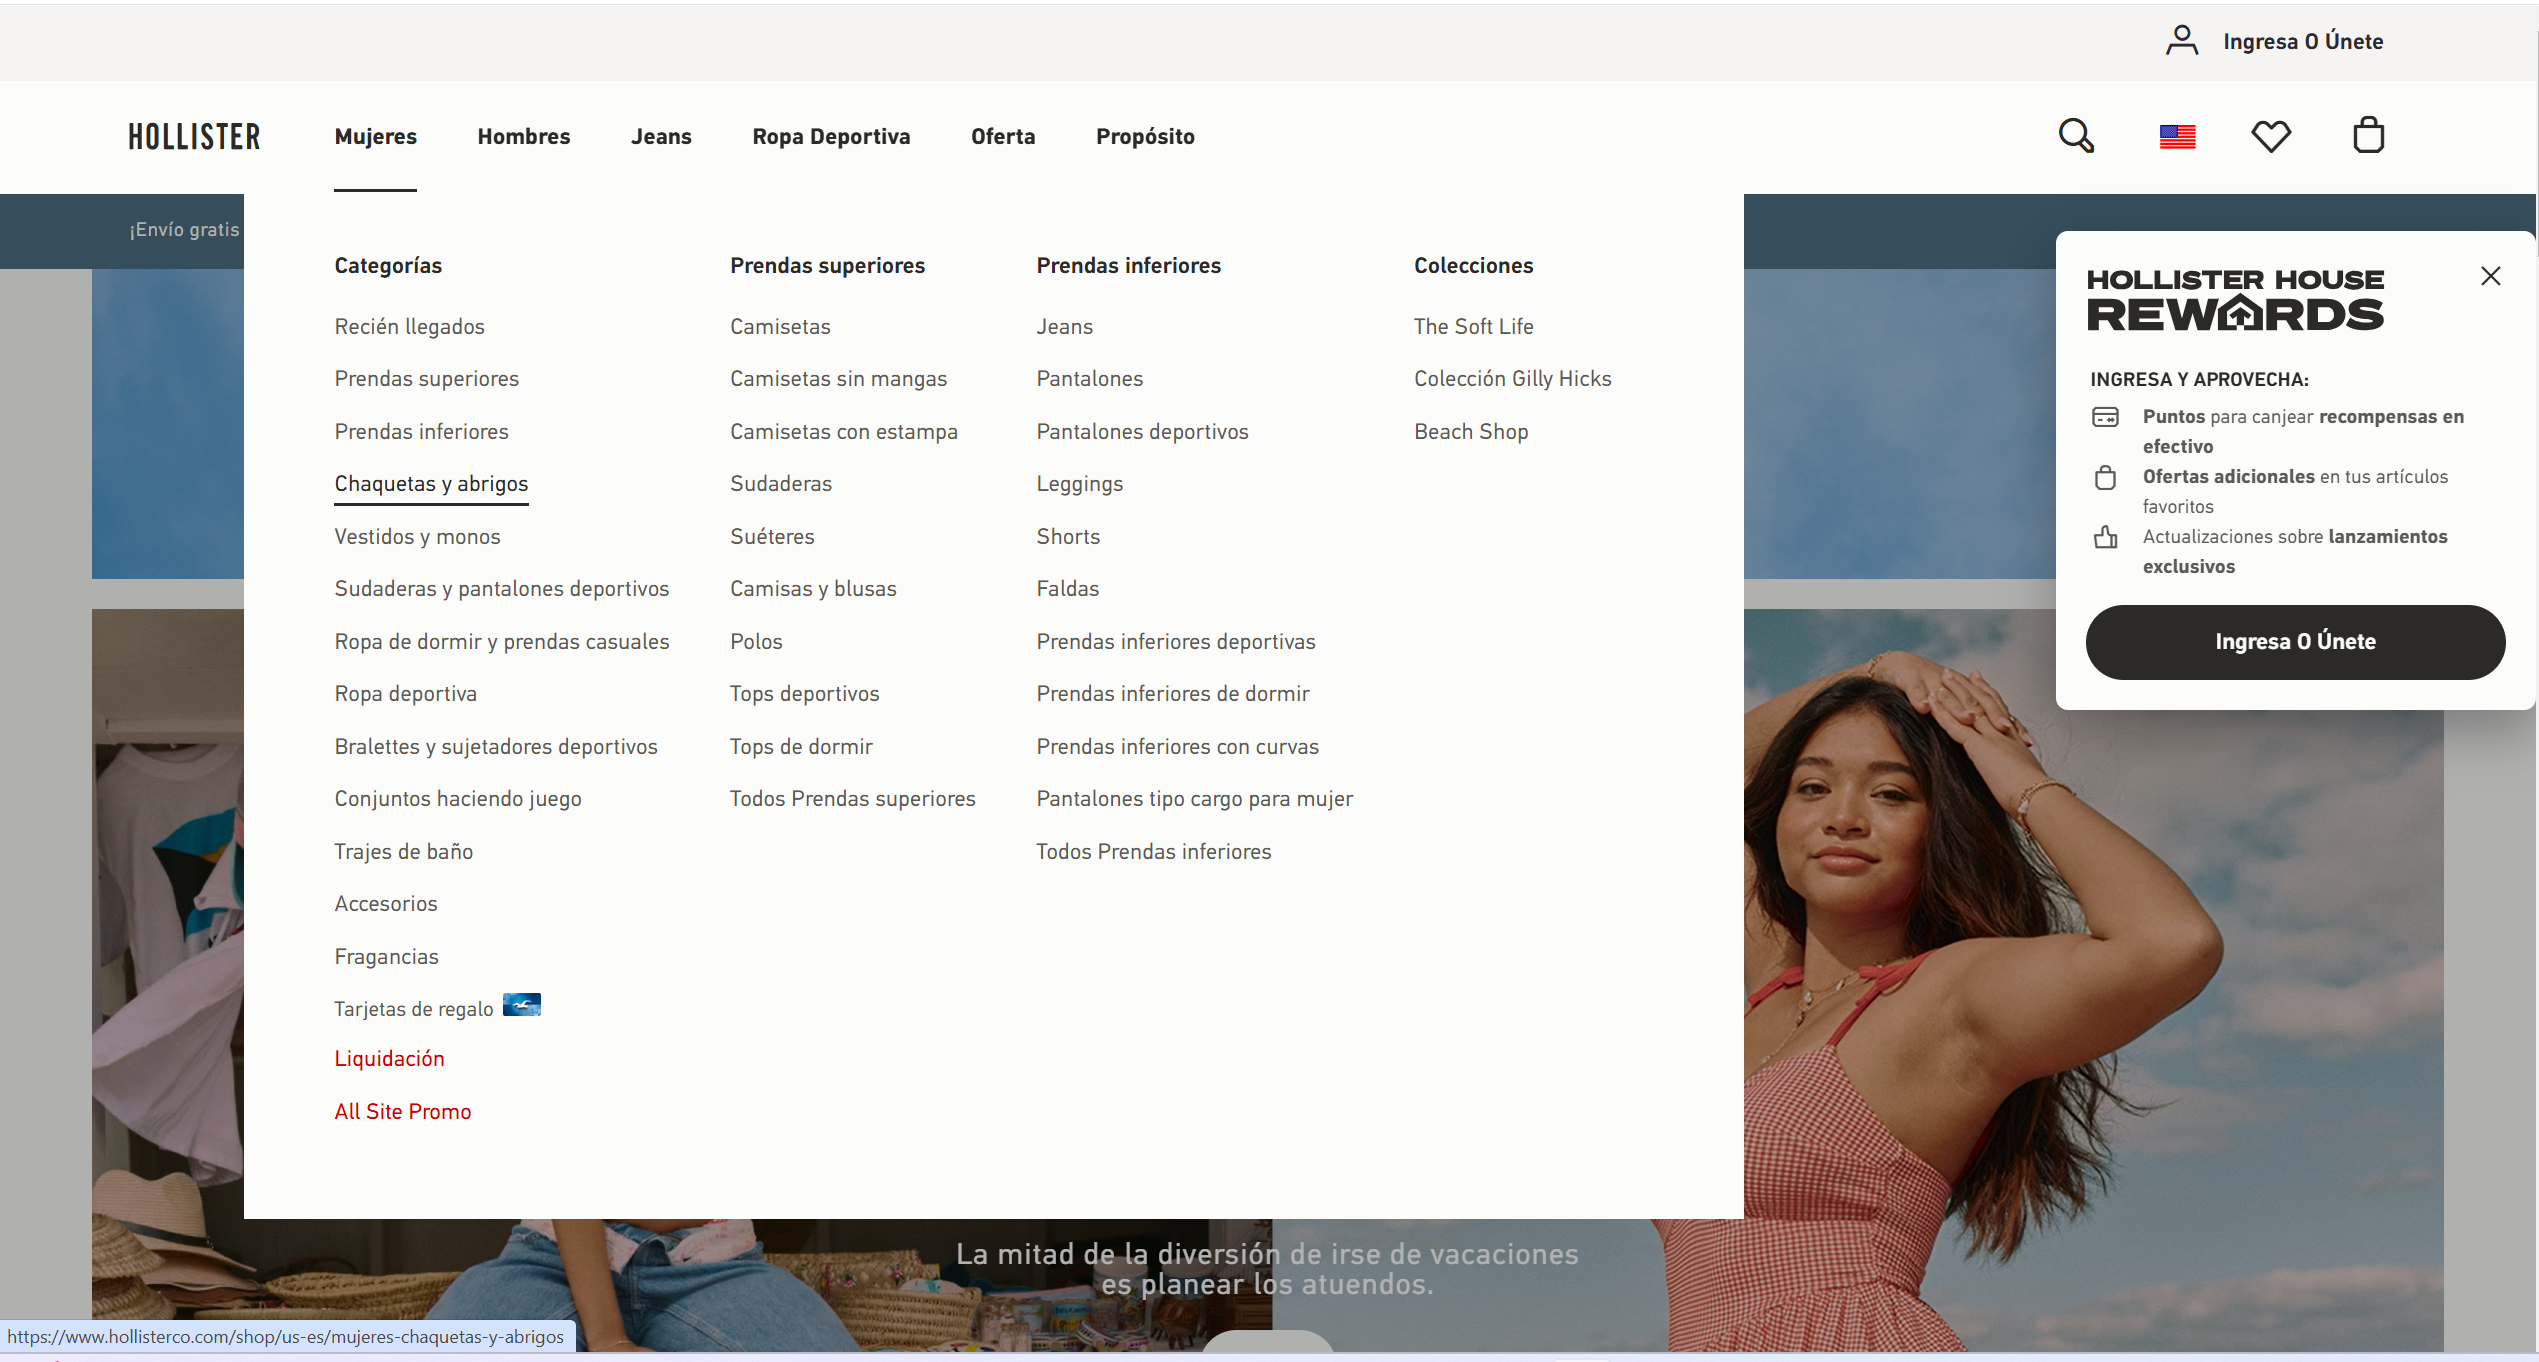 Ingresa O Únete
HOLLISTER
Mujeres
Hombres
Jeans
Ropa Deportiva
Oferta
Propósito
¡Envío gratis
Categorías
Recién llegados
Prendas superiores
Prendas inferiores
Chaquetas y abrigos
Vestidos y monos
Sudaderas y pantalones deportivos
Ropa de dormir y prendas casuales
Ropa deportiva
Bralettes y sujetadores deportivos
Conjuntos haciendo juego
Trajes de baño
Accesorios
Fragancias
Tarjetas de regalo
Liquidación
All Site Promo
Prendas superiores
Camisetas
Camisetas sin mangas
Camisetas con estampa
Sudaderas
Suéteres
Camisas y blusas
Polos
Tops deportivos
Tops de dormir
Todos Prendas superiores
Prendas inferiores
Jeans
Pantalones
Pantalones deportivos
Leggings
Shorts
Faldas
Prendas inferiores deportivas
Prendas inferiores de dormir
Prendas inferiores con curvas
Pantalones tipo cargo para mujer
Todos Prendas inferiores
Colecciones
The Soft Life
Colección Gilly Hicks
Beach Shop
HOLLISTER HOUSE
REWARDS
INGRESA Y APROVECHA:
Puntos para canjear recompensas en
efectivo
Ofertas adicionales en tus artículos
favoritos
Actualizaciones sobre lanzamientos
exclusivos
Ingresa O Únete
La mitad de la diversión de irse de vacaciones
es planear los atuendos.
https://www.hollisterco.com/shop/us-es/mujeres-chaquetas-y-abrigos